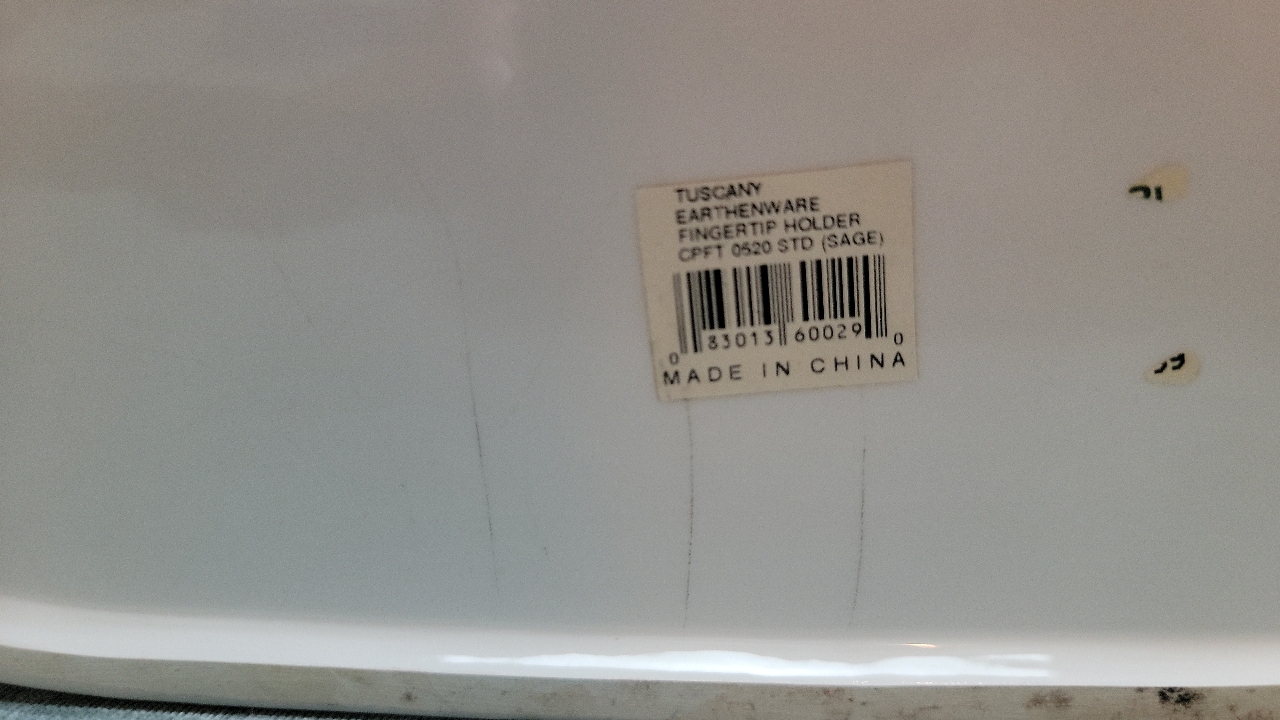 TUSCANY
EARTHENWARE
FINGERTIP HOLDER
CPFT 0520 STD (SAGE)
0 83013 60029 0
MADE IN CHINA